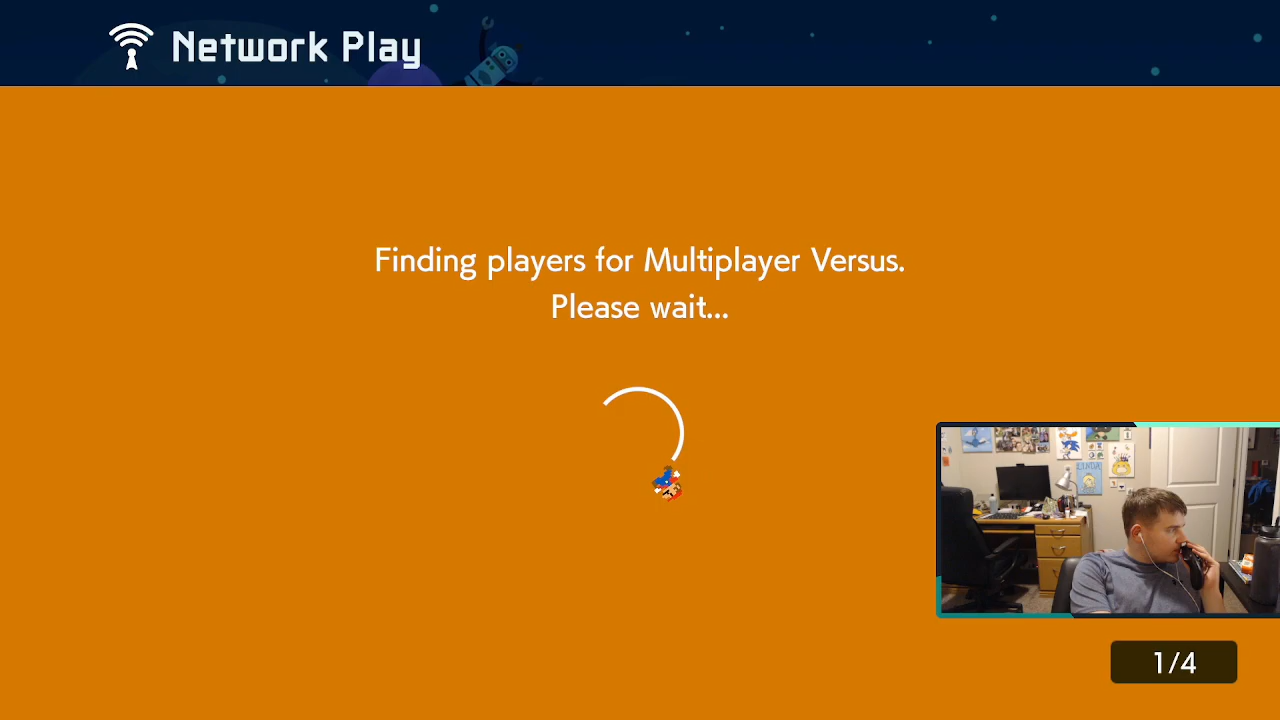 Network Play
Finding players for Multiplayer Versus.
Please wait...
1/4